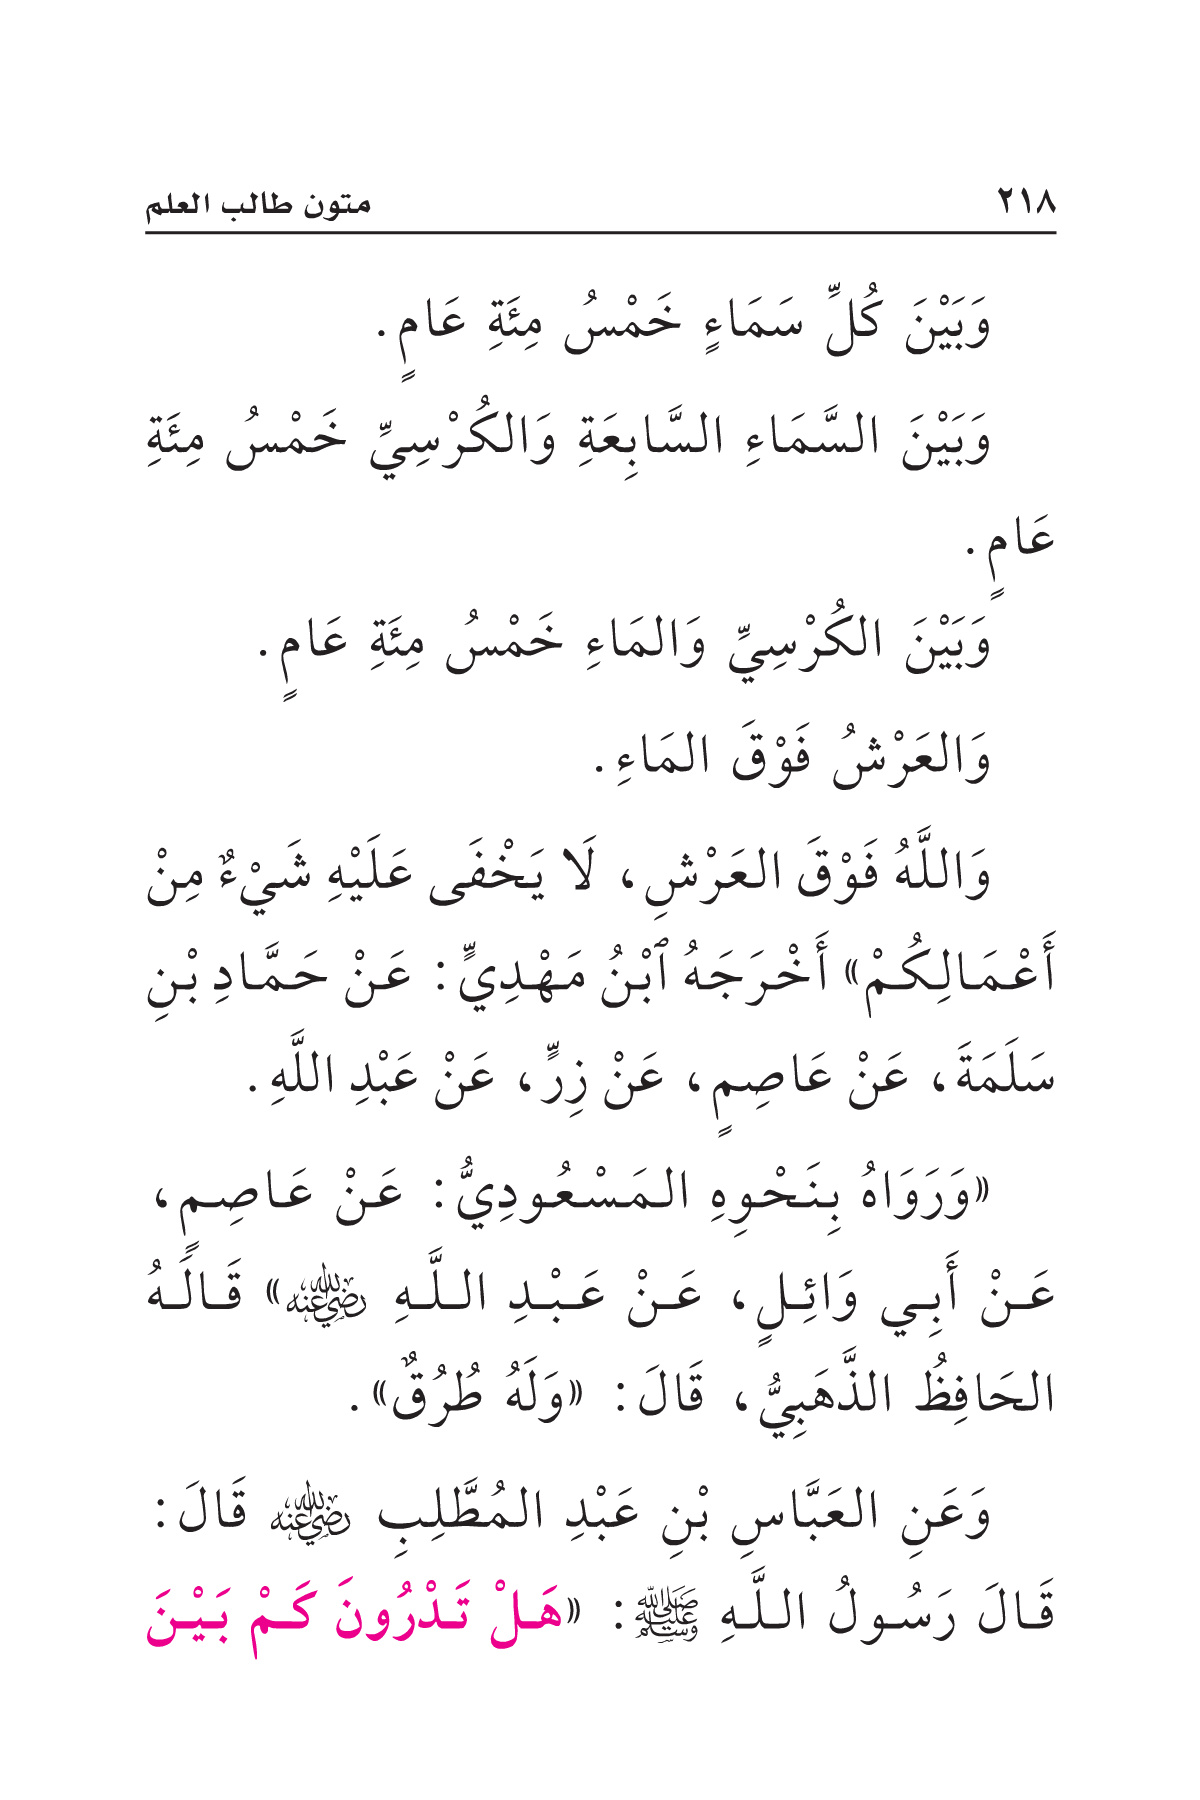 ٢١٨ متون طالب العلم
وَبَيْنَ كُلِّ سَمَاءٍ خَمْسُ مِئَةِ عَامٍ.
وَبَيْنَ السَّمَاءِ السَّابِعَةِ وَالكُرْسِيِّ خَمْسُ مِئَةِ
عَامٍ.
وَبَيْنَ الكُرْسِيِّ وَالمَاءِ خَمْسُ مِئَةِ عَامٍ.
وَالعَرْشُ فَوْقَ المَاءِ.
وَاللَّهُ فَوْقَ العَرْشِ، لَا يَخْفَى عَلَيْهِ شَيْءٌ مِنْ
أَعْمَالِكُمْ» أَخْرَجَهُ ٱبْنُ مَهْدِيٍّ: عَنْ حَمَّادِ بْنِ
سَلَمَةَ، عَنْ عَاصِمٍ، عَنْ زِرٍّ، عَنْ عَبْدِ اللَّهِ.
«وَرَوَاهُ بِنَحْوِهِ المَسْعُودِيُّ: عَنْ عَاصِمٍ،
عَنْ أَبِي وَائِلٍ، عَنْ عَبْدِ اللَّهِ رضي الله عنه» قَالَهُ
الحَافِظُ الذَّهَبِيُّ، قَالَ: «وَلَهُ طُرُقٌ».
وَعَنِ العَبَّاسِ بْنِ عَبْدِ المُطَّلِبِ رضي الله عنه قَالَ:
قَالَ رَسُولُ اللَّهِ ﷺ: «هَلْ تَدْرُونَ كَمْ بَيْنَ